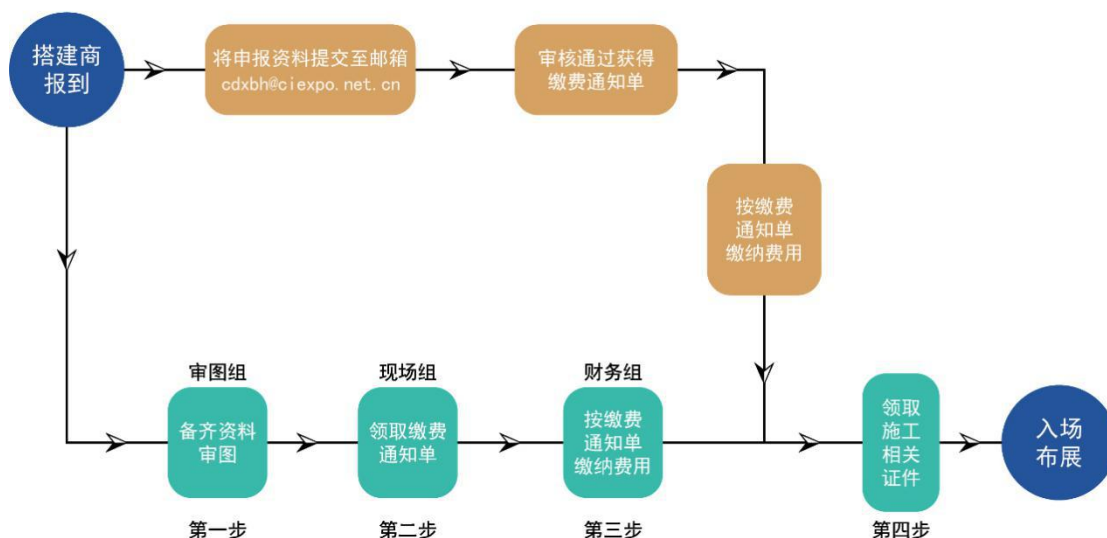 搭建商
报到
将申报资料提交至邮箱
cdxbh@ciexpo.net.cn
审核通过获得
缴费通知单
按缴费
通知单
缴纳费用
审图组
备齐资料
审图
第一步
现场组
领取缴费
通知单
第二步
财务组
按缴费
通知单
缴纳费用
第三步
领取
施工
相关
证件
第四步
入场
布展